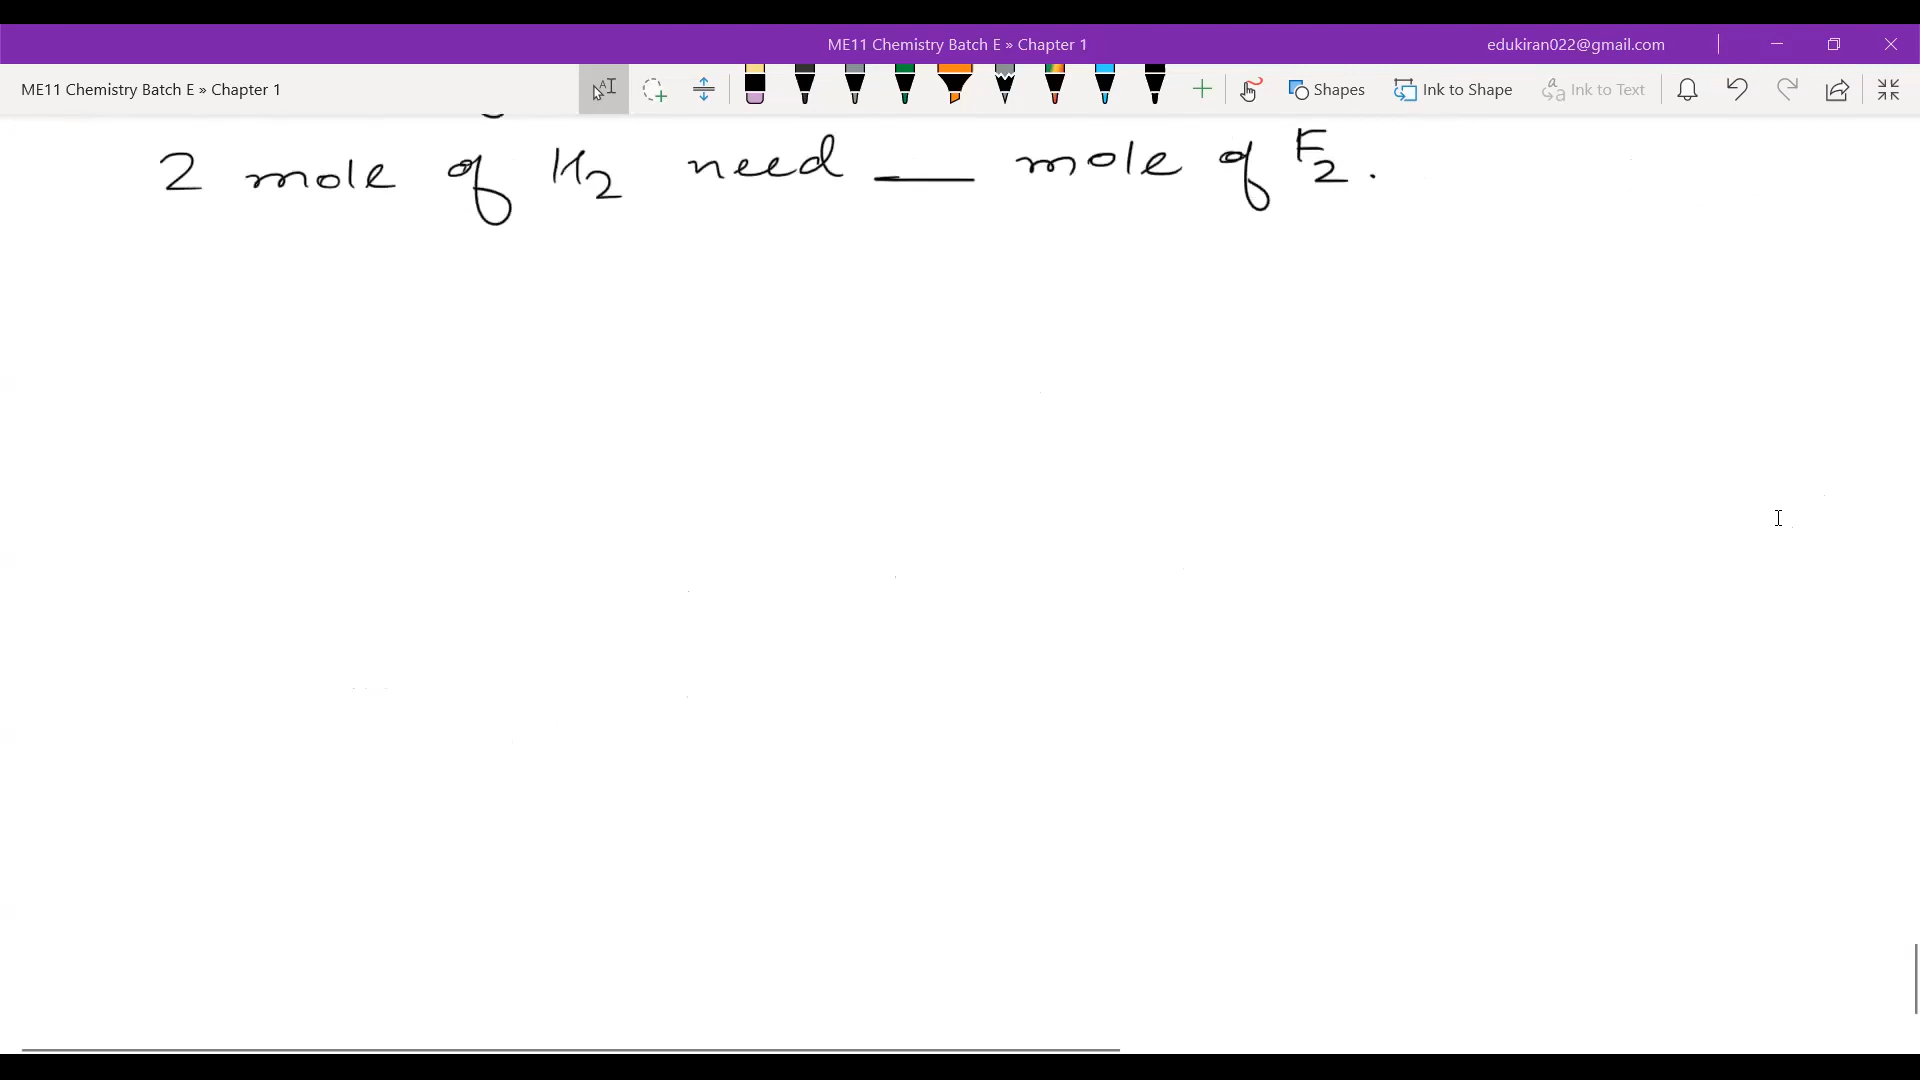 ME11 Chemistry Batch E » Chapter 1
edukiran022@gmail.com
ME11 Chemistry Batch E » Chapter 1
Shapes
Ink to Shape
Ink to Text
2 mole of H2 need ___ mole of F2.